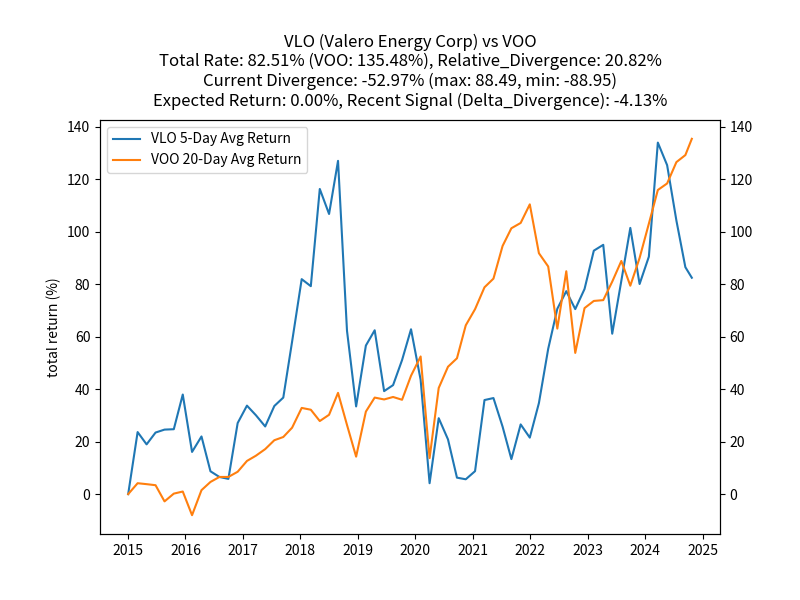 VLO (Valero Energy Corp) vs VOO
Total Rate: 82.51% (VOO: 135.48%), Relative_Divergence: 20.82%
Current Divergence: -52.97% (max: 88.49, min: -88.95)
Expected Return: 0.00%, Recent Signal (Delta_Divergence): -4.13%
VLO 5-Day Avg Return
VOO 20-Day Avg Return
total return (%)
140
120
100
80
60
40
20
0
140
120
100
80
60
40
20
0
2015 2016 2017 2018 2019 2020 2021 2022 2023 2024 2025